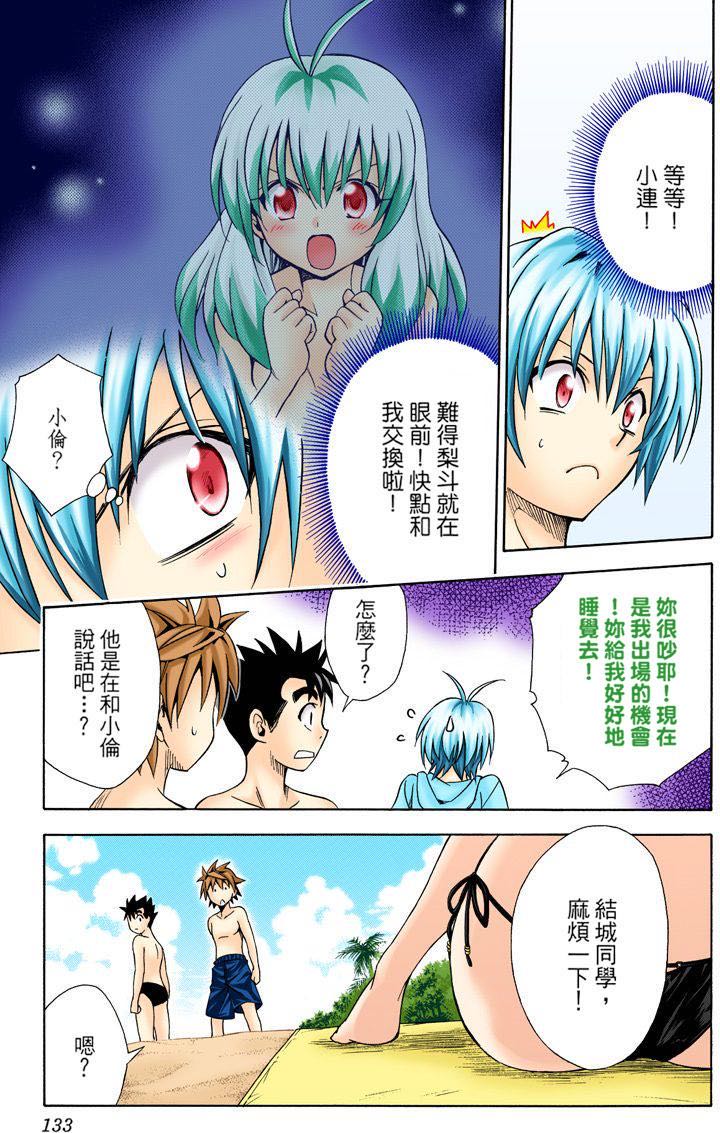 等等！
小連！
難得梨斗就在
眼前！快點和
我交換啦！
小倫？
妳很吵耶！現在
是我出場的機會
！妳給我好好地
睡覺去！
怎麼了？
他是在和小倫
說話吧…？
結城同學，
麻煩一下！
嗯？
133